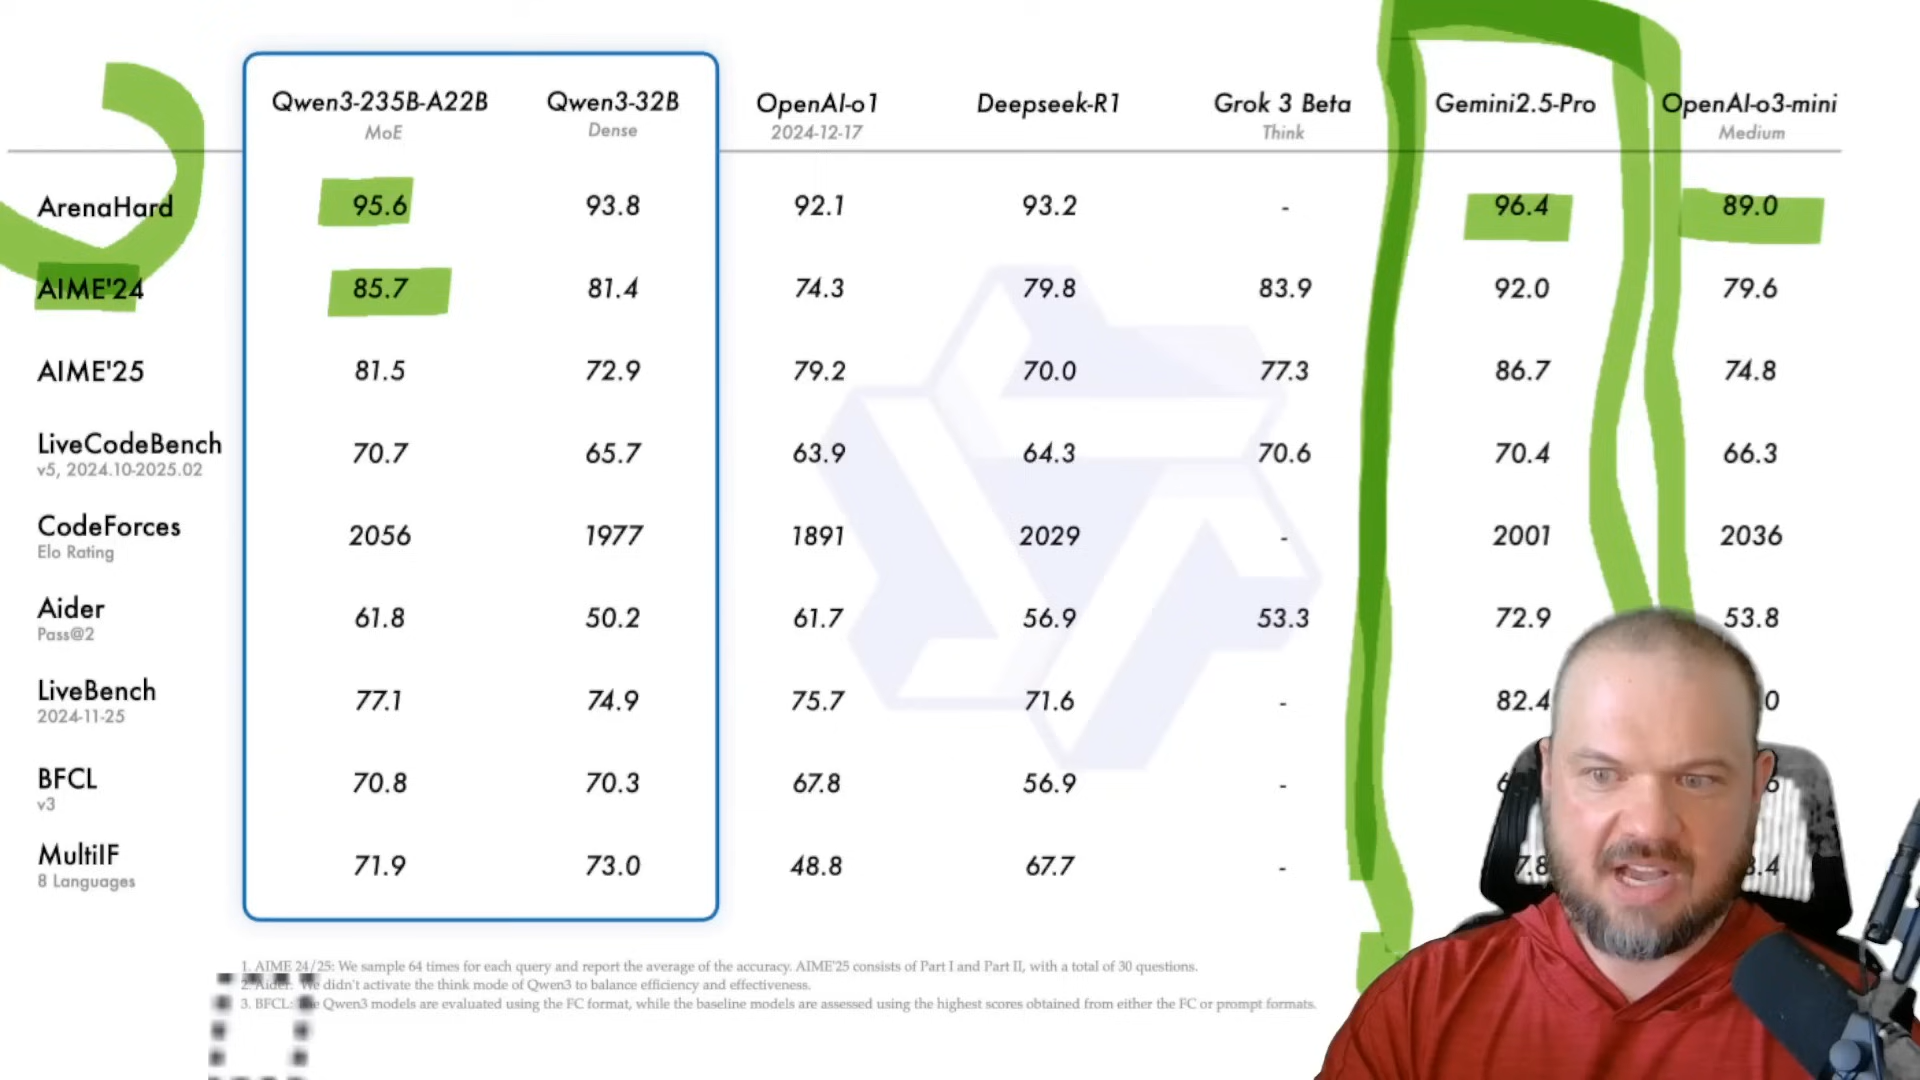 Qwen3-235B-A22B Qwen3-32B OpenAI-o1 Deepseek-R1 Grok 3 Beta Gemini2.5-Pro OpenAI-o3-mini
MoE Dense 2024-12-17 Think Medium
ArenaHard 95.6 93.8 92.1 93.2 - 96.4 89.0
AIME'24 85.7 81.4 74.3 79.8 83.9 92.0 79.6
AIME'25 81.5 72.9 79.2 70.0 77.3 86.7 74.8
LiveCodeBench 70.7 65.7 63.9 64.3 70.6 70.4 66.3
v5, 2024.10-2025.02
CodeForces 2056 1977 1891 2029 - 2001 2036
Elo Rating
Aider 61.8 50.2 61.7 56.9 53.3 72.9 53.8
Pass@2
LiveBench 77.1 74.9 75.7 71.6 - 82.4
2024-11-25
BFCL 70.8 70.3 67.8 56.9 -
v3
MultiIF 71.9 73.0 48.8 67.7 -
8 Languages
1. AIME 24/25: We sample 64 times for each query and report the average of the accuracy. AIME'25 consists of Part I and Part II, with a total of 30 questions.
2. Aider: We didn't activate the think mode of Qwen3 to balance efficiency and effectiveness.
3. BFCL: Qwen3 models are evaluated using the FC format, while the baseline models are assessed using the highest scores obtained from either the FC or prompt formats.